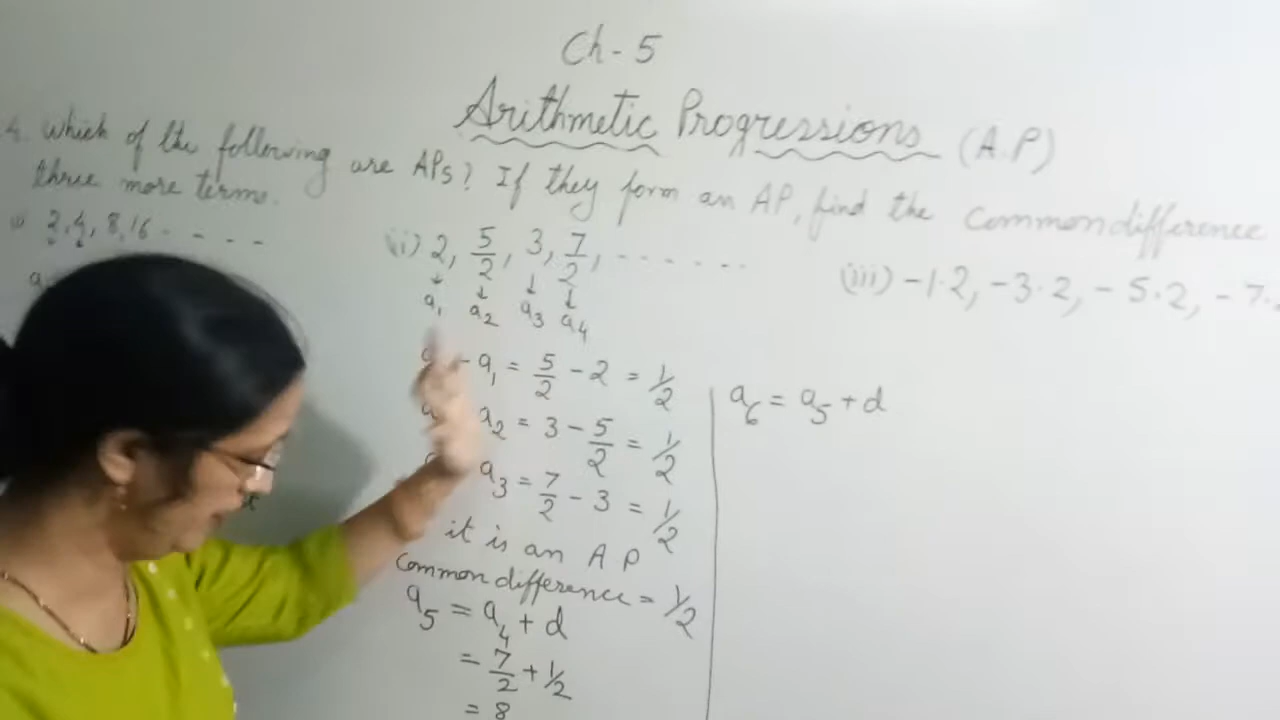 Ch - 5
Arithmetic Progressions (A.P)
4. Which of the following are APs? If they form an AP, find the Common difference
three more terms.
(i) 2, 4, 8, 16 - - - -
(ii) 2, 5/2, 3, 7/2, - - - - - - -
a1 a2 a3 a4
(iii) -1.2, -3.2, -5.2, -7.
- a1 = 5/2 - 2 = 1/2
a2 = 3 - 5/2 = 1/2
a3 = 7/2 - 3 = 1/2
it is an AP
Common difference = 1/2
a5 = a4 + d
= 7/2 + 1/2
= 8
a6 = a5 + d